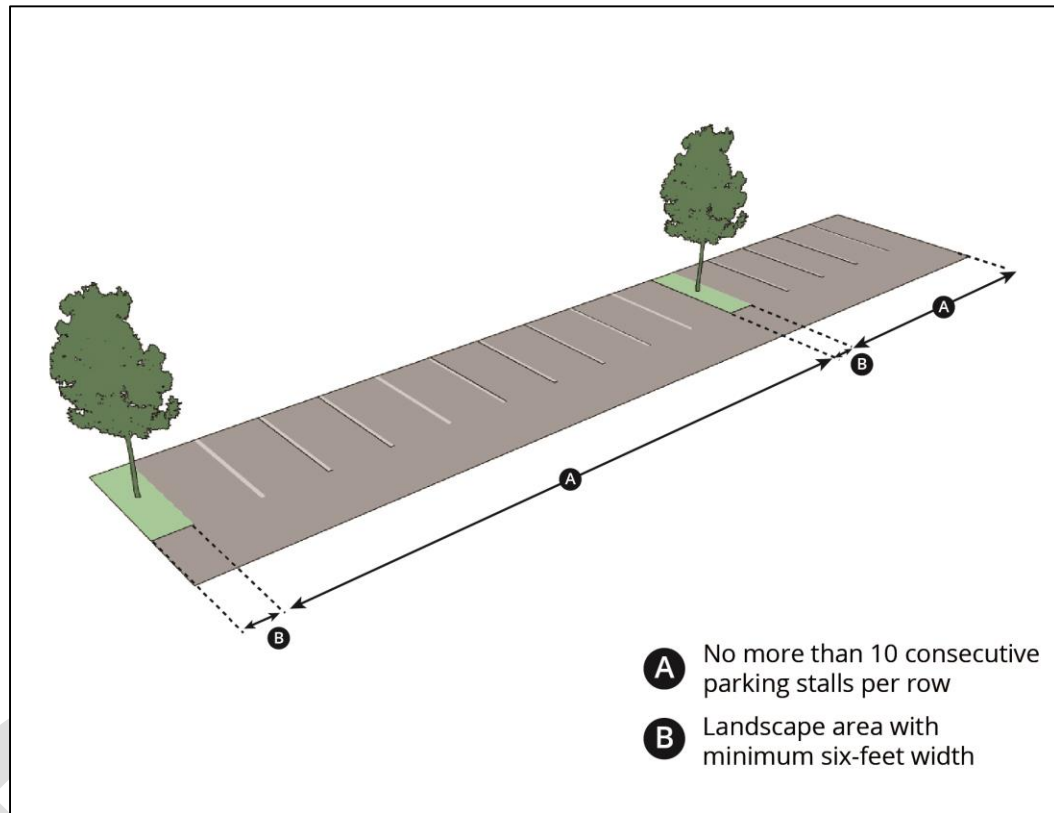 A
B
A
B
A No more than 10 consecutive
parking stalls per row
B Landscape area with
minimum six-feet width